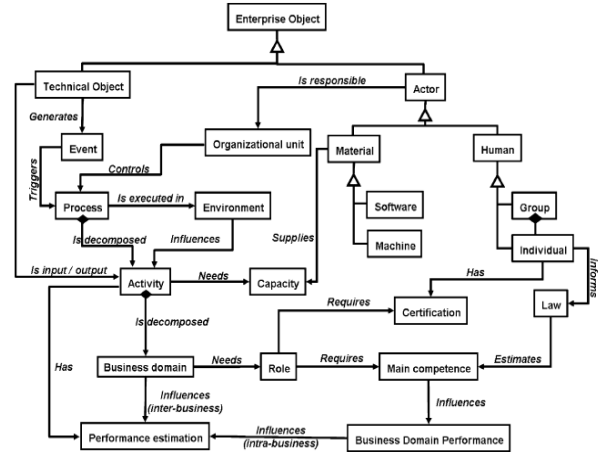 Enterprise Object
Technical Object
Is responsible
Actor
Generates
Event
Organizational unit
Material
Human
Triggers
Controls
Process
Is executed in
Environment
Software
Group
Is decomposed
Influences
Supplies
Machine
Individual
Is input / output
Activity
Needs
Capacity
Has
Informs
Law
Requires
Certification
Is decomposed
Has
Business domain
Needs
Role
Requires
Main competence
Estimates
Influences
(inter-business)
Influences
Performance estimation
Influences
(intra-business)
Business Domain Performance